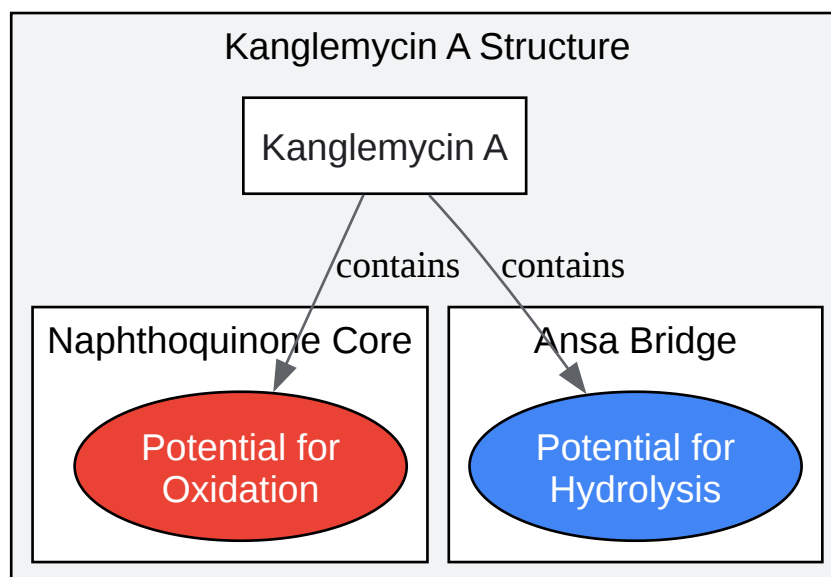 Kanglemycin A Structure
Kanglemycin A
contains
contains
Naphthoquinone Core
Ansa Bridge
Potential for
Oxidation
Potential for
Hydrolysis